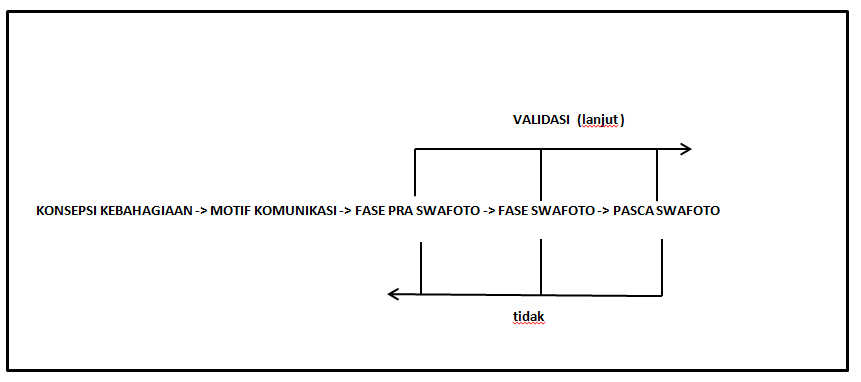 VALIDASI (lanjut)
KONSEPSI KEBAHAGIAAN -> MOTIF KOMUNIKASI -> FASE PRA SWAFOTO -> FASE SWAFOTO -> PASCA SWAFOTO
tidak